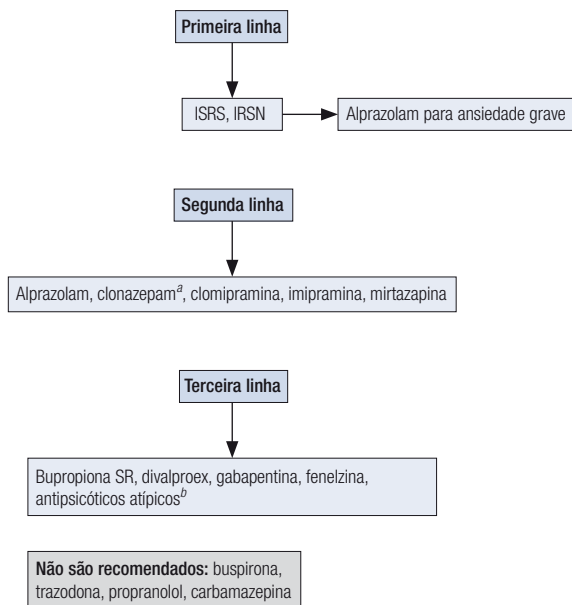 Primeira linha
ISRS, IRSN
Alprazolam para ansiedade grave
Segunda linha
Alprazolam, clonazepamᵃ, clomipramina, imipramina, mirtazapina
Terceira linha
Bupropiona SR, divalproex, gabapentina, fenelzina,
antipsicóticos atípicosᵇ
Não são recomendados: buspirona,
trazodona, propranolol, carbamazepina